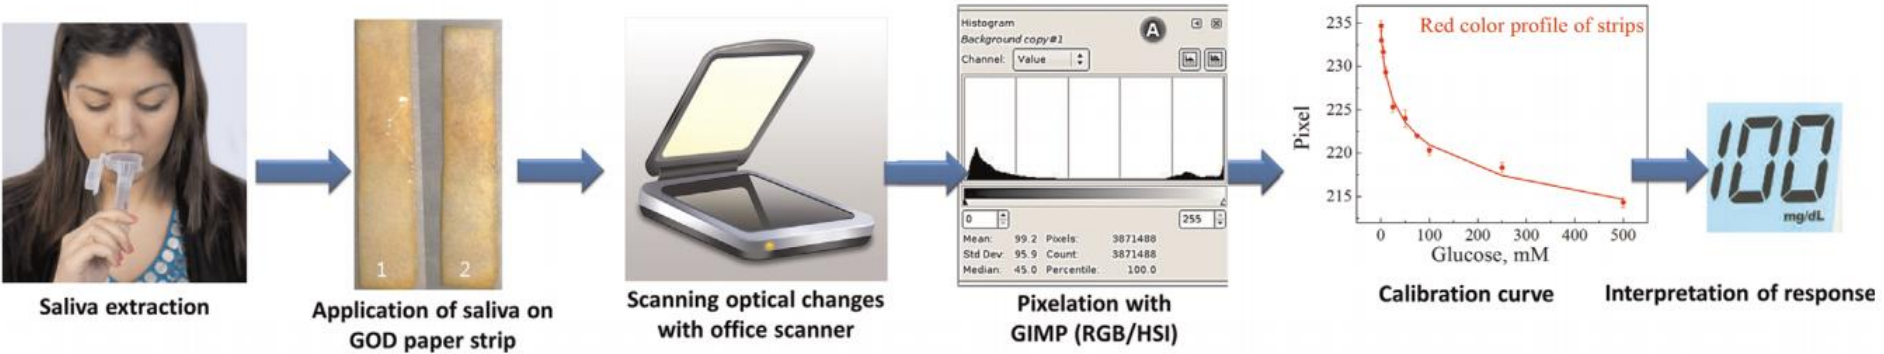 Saliva extraction
1
2
Application of saliva on
GOD paper strip
Scanning optical changes
with office scanner
Histogram
A
Background copy#1
Channel: Value
0
255
Mean: 99.2 Pixels: 3871488
Std Dev: 95.9 Count: 3871488
Median: 45.0 Percentile: 100.0
Pixelation with
GIMP (RGB/HSI)
Red color profile of strips
Pixel
235
230
225
220
215
0 100 200 300 400 500
Glucose, mM
Calibration curve
100
mg/dL
Interpretation of response